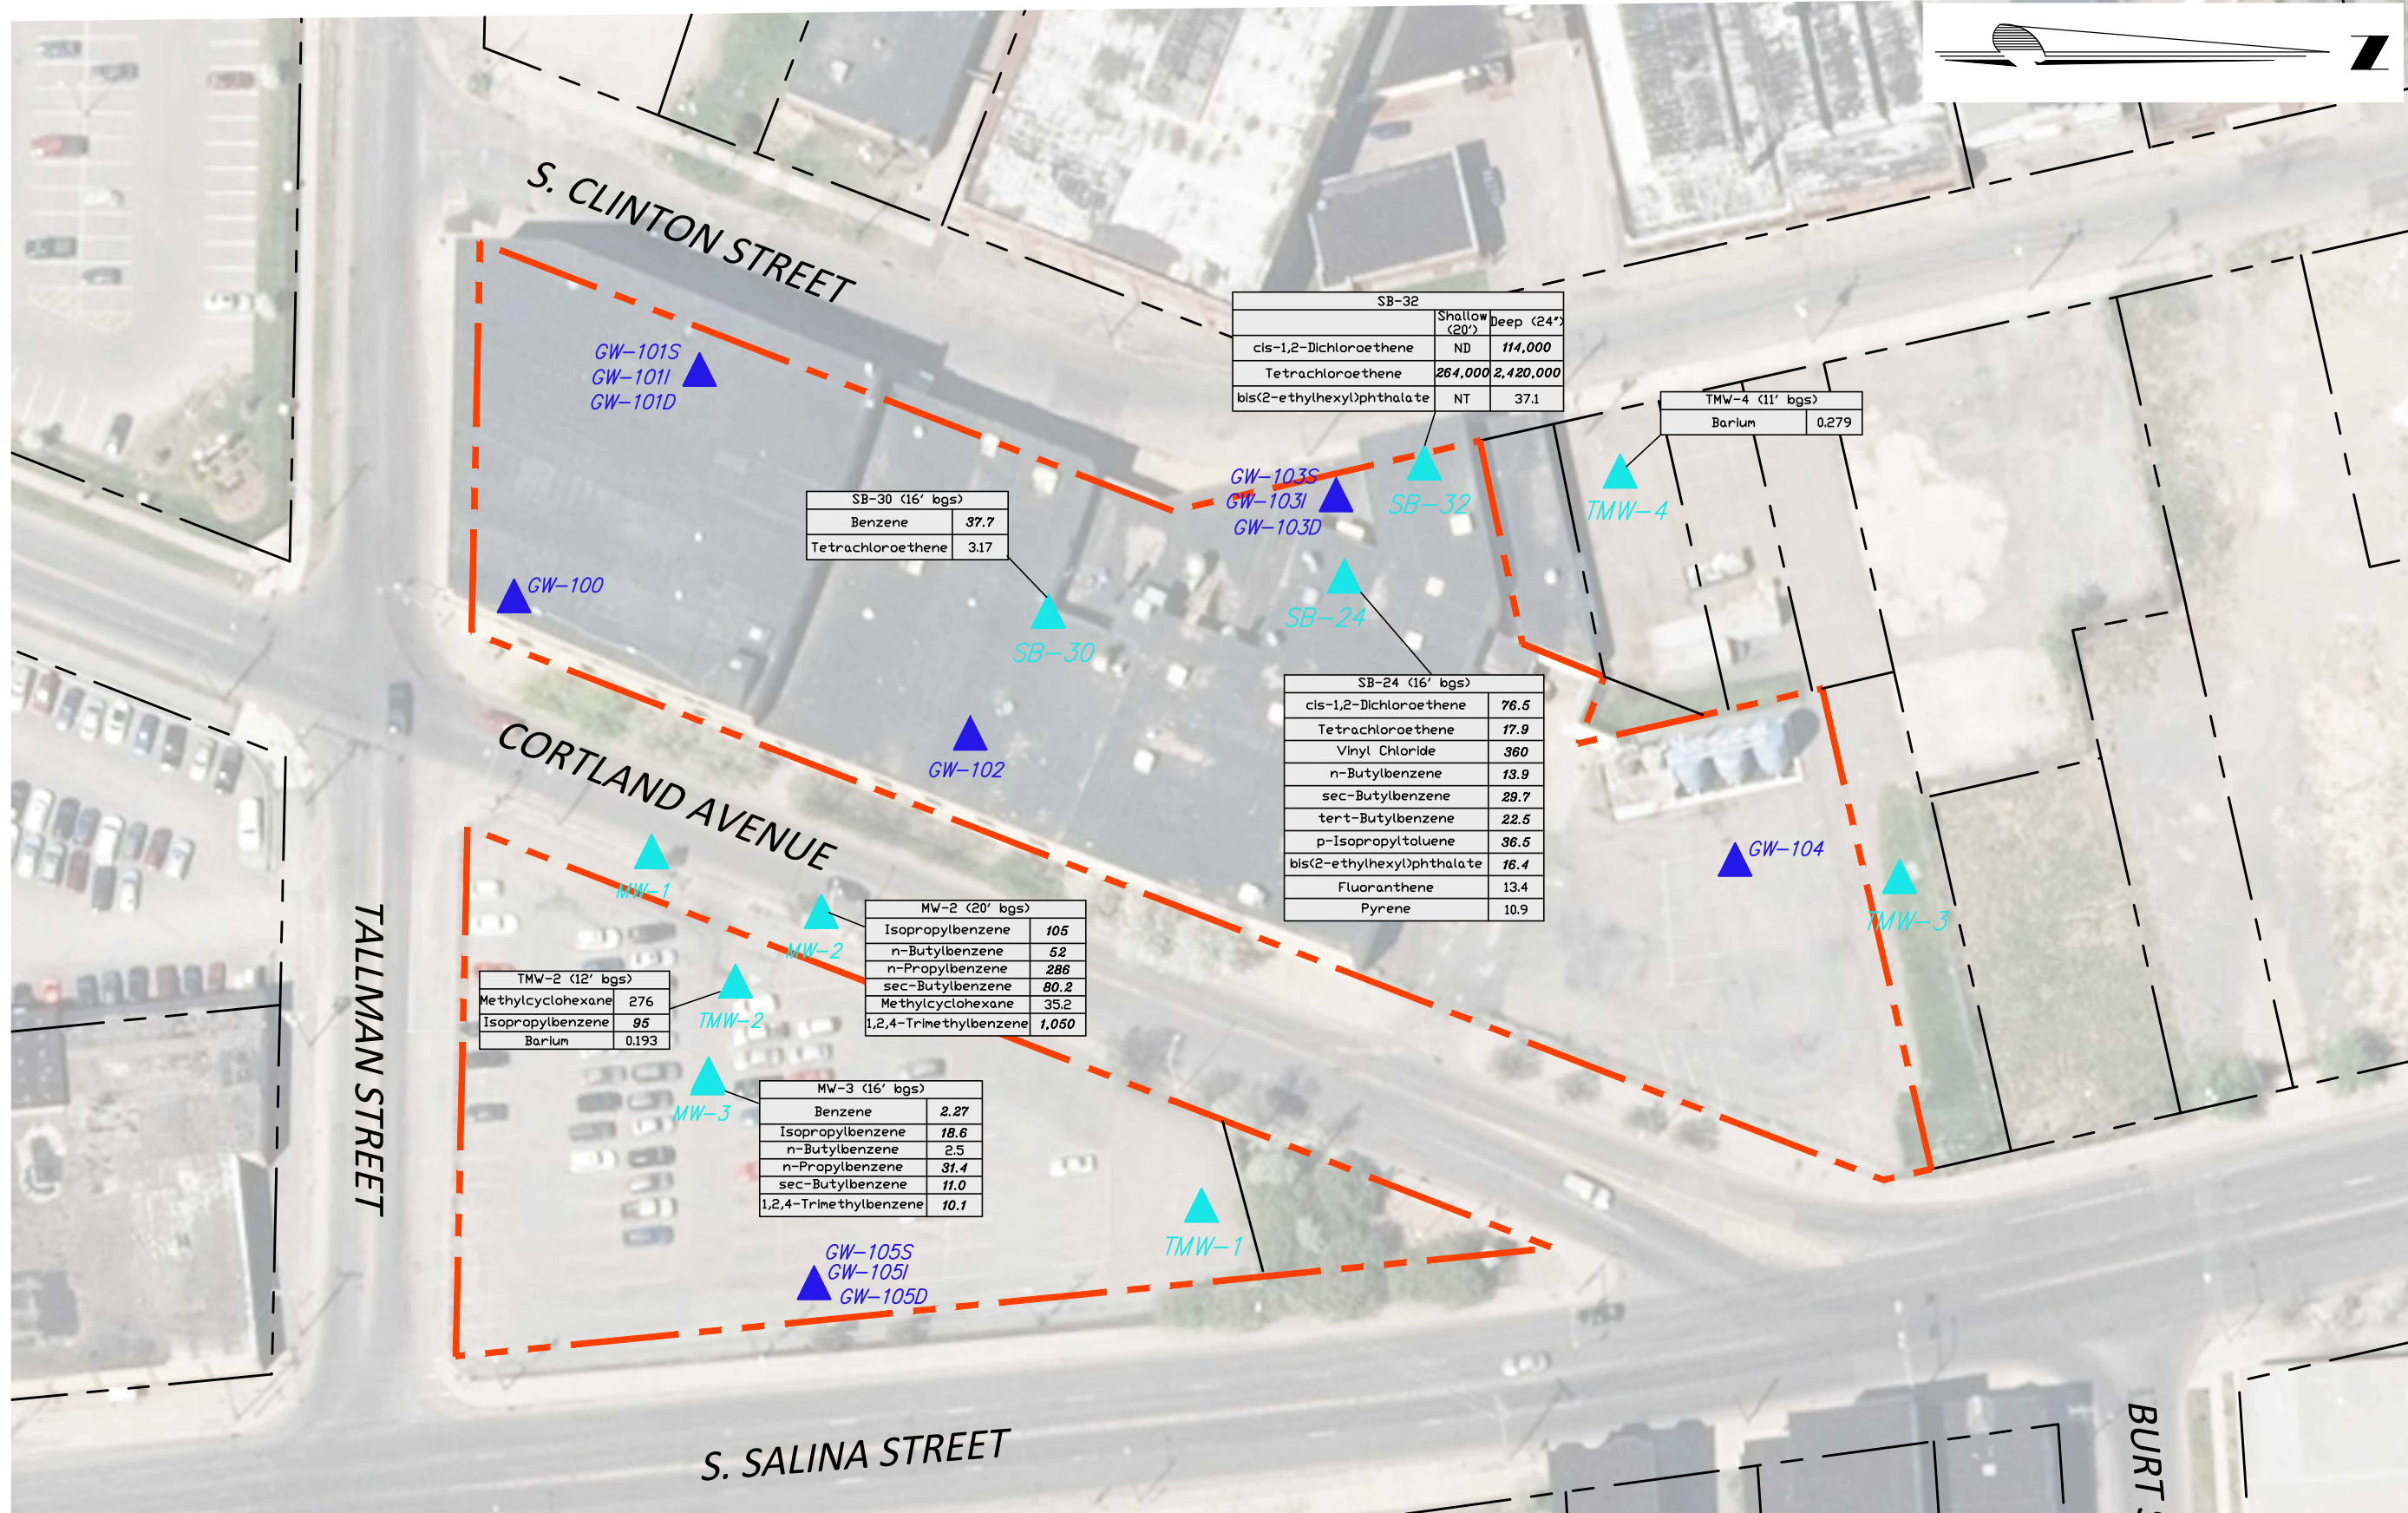 Z
S. CLINTON STREET
SB-32
Shallow (20') Deep (24")
cis-1,2-Dichloroethene ND 114,000
Tetrachloroethene 264,000 2,420,000
bis(2-ethylhexyl)phthalate NT 37.1
GW-101S
GW-101I
GW-101D
TMW-4 (11' bgs)
Barium 0.279
GW-103S
GW-103I
GW-103D
SB-32
TMW-4
SB-30 (16' bgs)
Benzene 37.7
Tetrachloroethene 3.17
GW-100
SB-30
SB-24
SB-24 (16' bgs)
cis-1,2-Dichloroethene 76.5
Tetrachloroethene 17.9
Vinyl Chloride 360
n-Butylbenzene 13.9
sec-Butylbenzene 29.7
tert-Butylbenzene 22.5
p-Isopropyltoluene 36.5
bis(2-ethylhexyl)phthalate 16.4
Fluoranthene 13.4
Pyrene 10.9
GW-102
CORTLAND AVENUE
GW-104
TMW-3
MW-1
MW-2
MW-2 (20' bgs)
Isopropylbenzene 105
n-Butylbenzene 52
n-Propylbenzene 286
sec-Butylbenzene 80.2
Methylcyclohexane 35.2
1,2,4-Trimethylbenzene 1,050
TMW-2 (12' bgs)
Methylcyclohexane 276
Isopropylbenzene 95
Barium 0.193
TMW-2
TALLMAN STREET
MW-3
MW-3 (16' bgs)
Benzene 2.27
Isopropylbenzene 18.6
n-Butylbenzene 2.5
n-Propylbenzene 31.4
sec-Butylbenzene 11.0
1,2,4-Trimethylbenzene 10.1
TMW-1
GW-105S
GW-105I
GW-105D
S. SALINA STREET
BURT